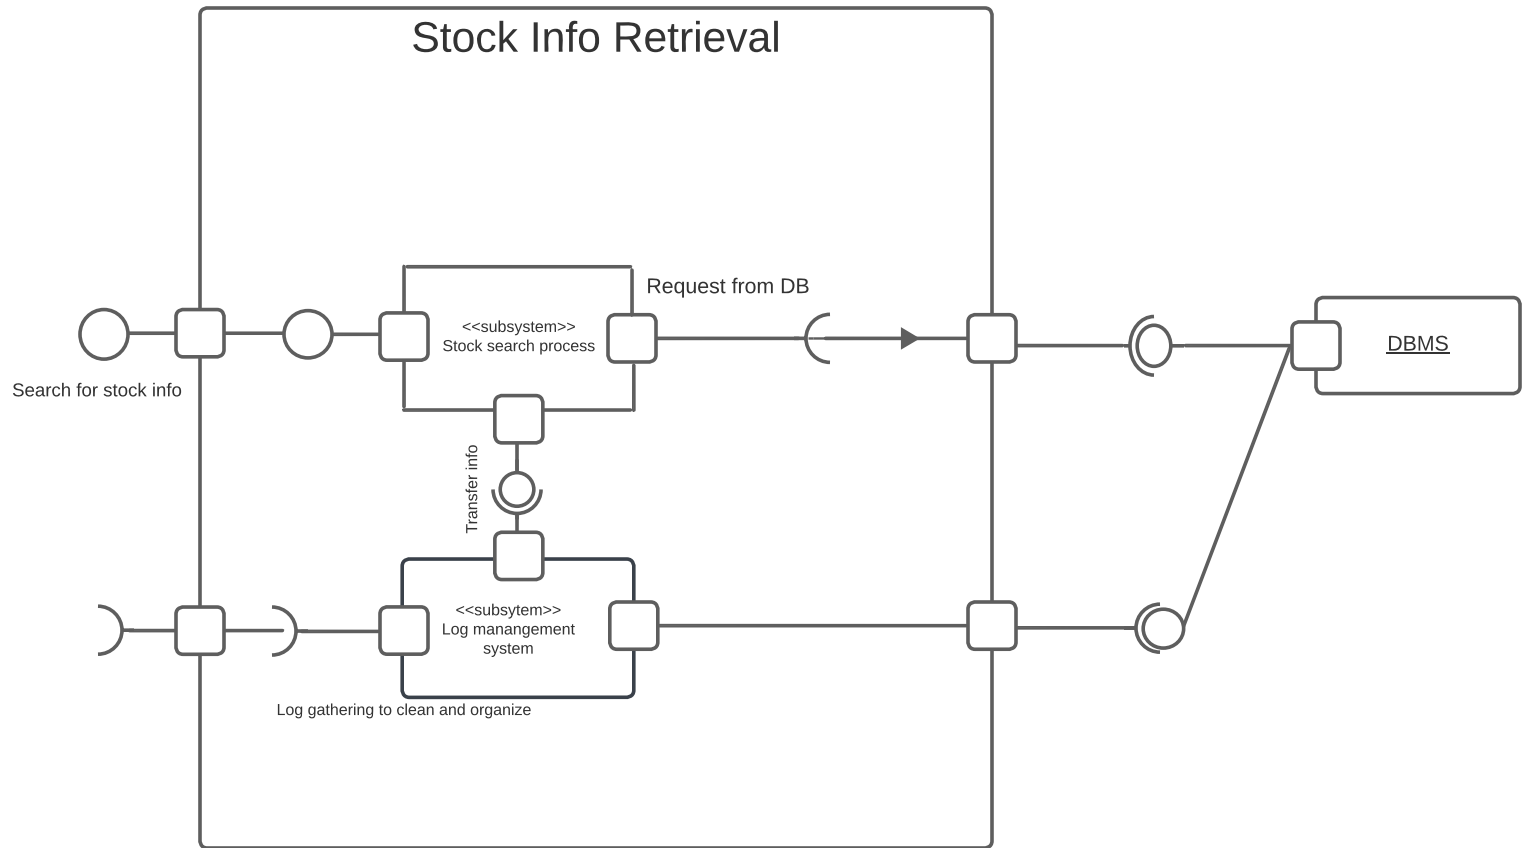 Stock Info Retrieval
Request from DB
<<subsystem>>
Stock search process
DBMS
Search for stock info
Transfer info
<<subsytem>>
Log manangement
system
Log gathering to clean and organize